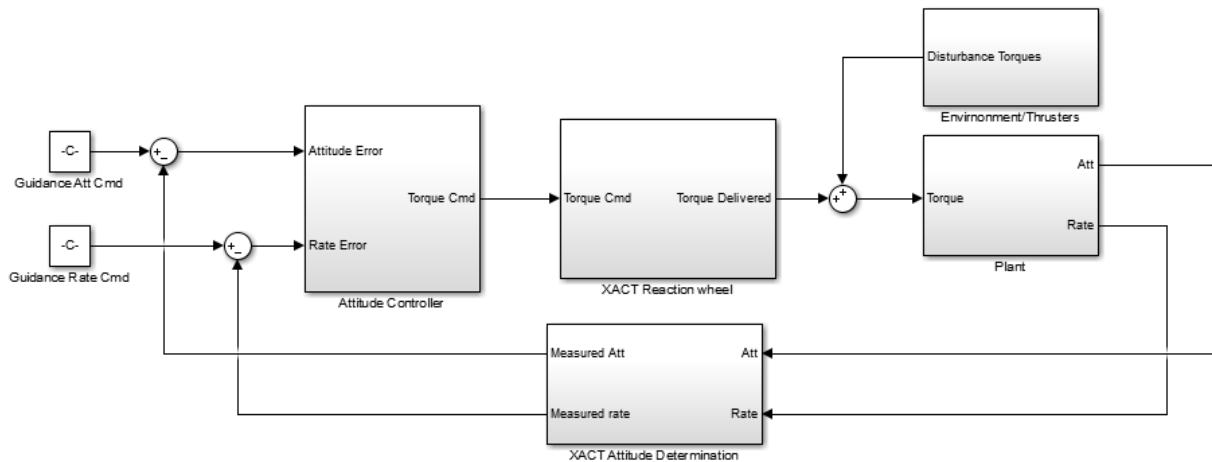 Disturbance Torques
Envirnonment/Thrusters
-C-
+
-
Guidance Att Cmd
Attitude Error
Torque Cmd
Rate Error
Attitude Controller
-C-
+
-
Guidance Rate Cmd
Torque Cmd
Torque Delivered
XACT Reaction wheel
+
+
Att
Torque
Rate
Plant
Measured Att
Att
Measured rate
Rate
XACT Attitude Determination